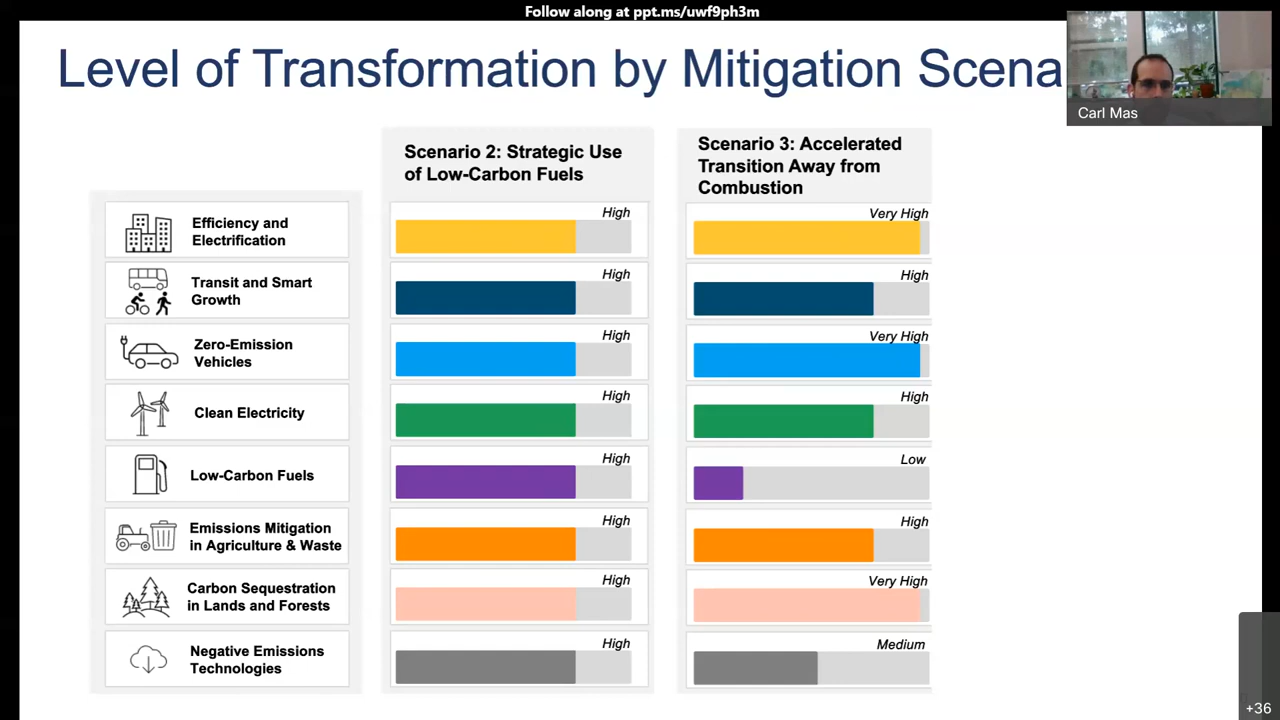 Follow along at ppt.ms/uwf9ph3m
Level of Transformation by Mitigation Scena
Carl Mas
Scenario 2: Strategic Use
of Low-Carbon Fuels
Scenario 3: Accelerated
Transition Away from
Combustion
Efficiency and
Electrification
High
Very High
Transit and Smart
Growth
High
High
Zero-Emission
Vehicles
High
Very High
Clean Electricity
High
High
Low-Carbon Fuels
High
Low
Emissions Mitigation
in Agriculture & Waste
High
High
Carbon Sequestration
in Lands and Forests
High
Very High
Negative Emissions
Technologies
High
Medium
+36